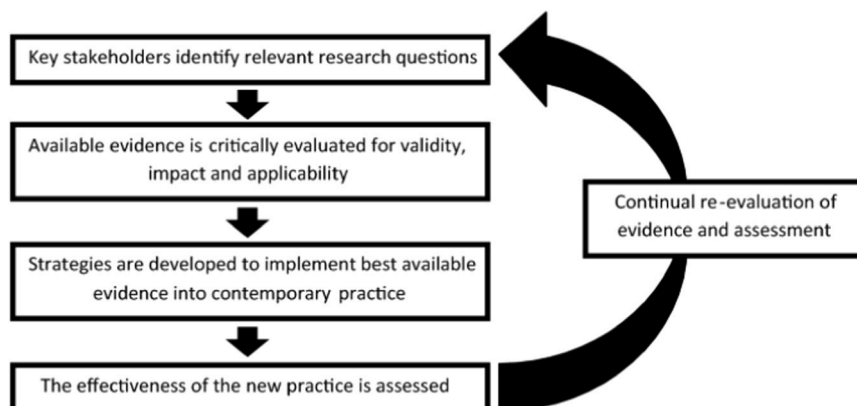 Key stakeholders identify relevant research questions
Available evidence is critically evaluated for validity,
impact and applicability
Strategies are developed to implement best available
evidence into contemporary practice
The effectiveness of the new practice is assessed
Continual re-evaluation of
evidence and assessment